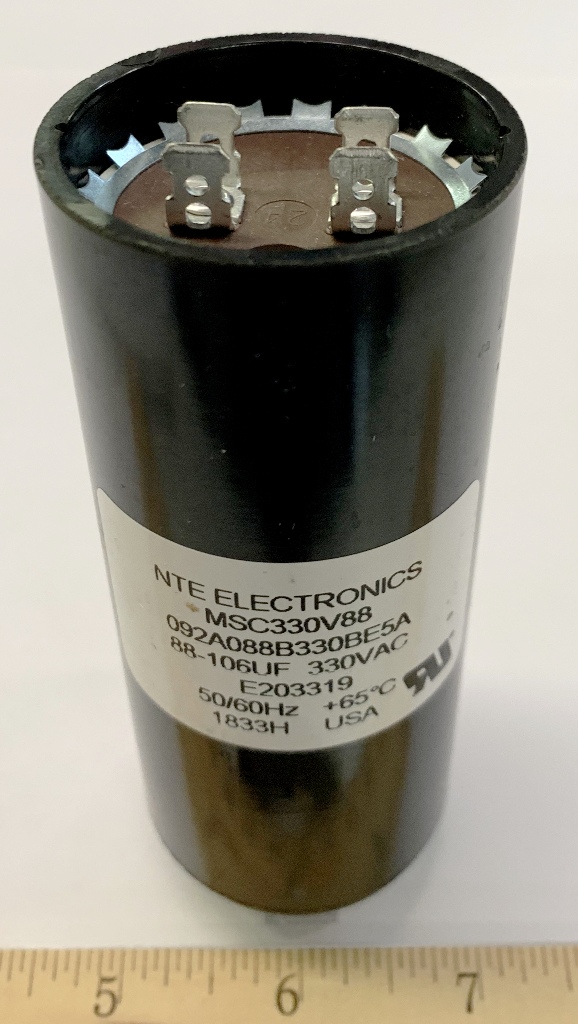 NTE ELECTRONICS
MSC330V88
092A088B330BE5A
88-106UF 330VAC
E203319
50/60Hz +65°C
1833H USA
5 6 7